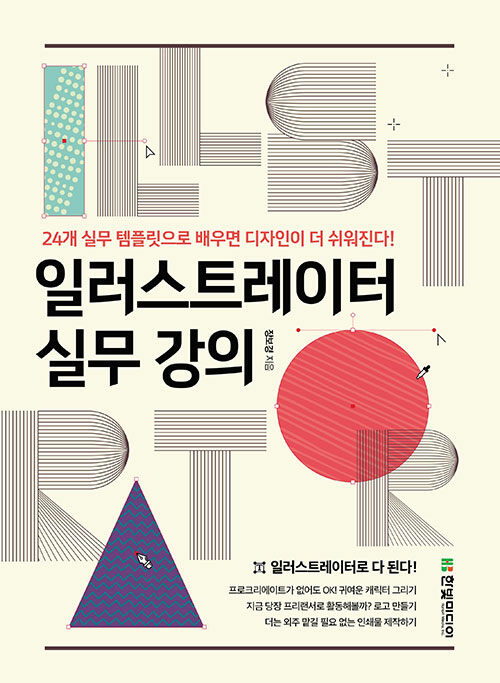 ILLUST
24개 실무 템플릿으로 배우면 디자인이 더 쉬워진다!
일러스트레이터
실무 강의
장보경 지음
RATOR
일러스트레이터로 다 된다!
프로크리에이트가 없어도 OK! 귀여운 캐릭터 그리기
지금 당장 프리랜서로 활동해볼까? 로고 만들기
더는 외주 맡길 필요 없는 인쇄물 제작하기
HB 한빛미디어